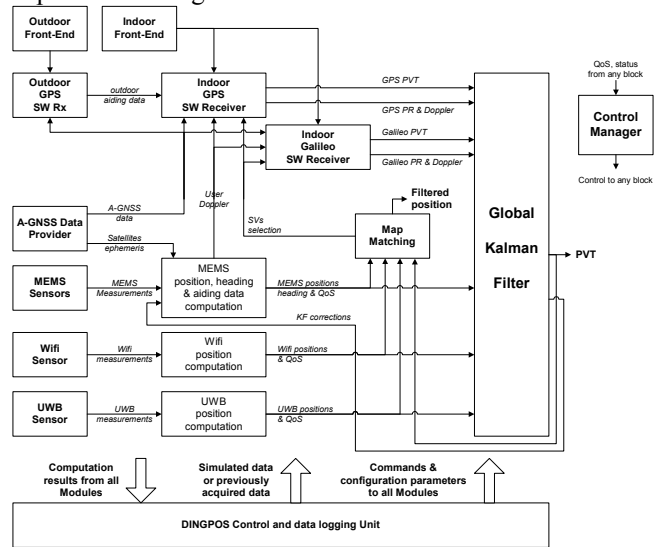 Outdoor
Front-End
Indoor
Front-End
Outdoor
GPS
SW Rx
outdoor
aiding data
Indoor
GPS
SW Receiver
GPS PVT
GPS PR & Doppler
Indoor
Galileo
SW Receiver
Galileo PVT
Galileo PR & Doppler
QoS, status
from any block
Control
Manager
Control to any block
A-GNSS Data
Provider
A-GNSS
data
Satellites
ephemeris
User
Doppler
SVs
selection
Filtered
position
Map
Matching
Global
Kalman
Filter
PVT
MEMS
Sensors
MEMS
Measurements
MEMS
position, heading
& aiding data
computation
MEMS positions
heading & QoS
KF corrections
Wifi
Sensor
Wifi
measurements
Wifi
position
computation
Wifi positions
& QoS
UWB
Sensor
UWB
measurements
UWB
position
computation
UWB positions
& QoS
Computation
results from all
Modules
Simulated data
or previously
acquired data
Commands &
configuration parameters
to all Modules
DINGPOS Control and data logging Unit